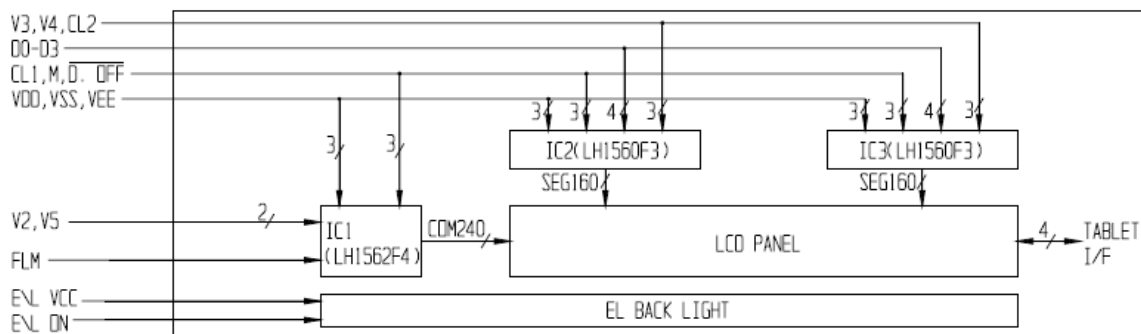 V3,V4,CL2
D0-D3
CL1,M,D. OFF
VDD,VSS,VEE
3 3 3 3 4 3 3 3 4 3
IC2(LH1560F3)
IC3(LH1560F3)
SEG160
SEG160
V2,V5
2
IC1
(LH1562F4)
COM240
LCD PANEL
4
TABLET
I/F
FLM
E\L VCC
E\L ON
EL BACK LIGHT